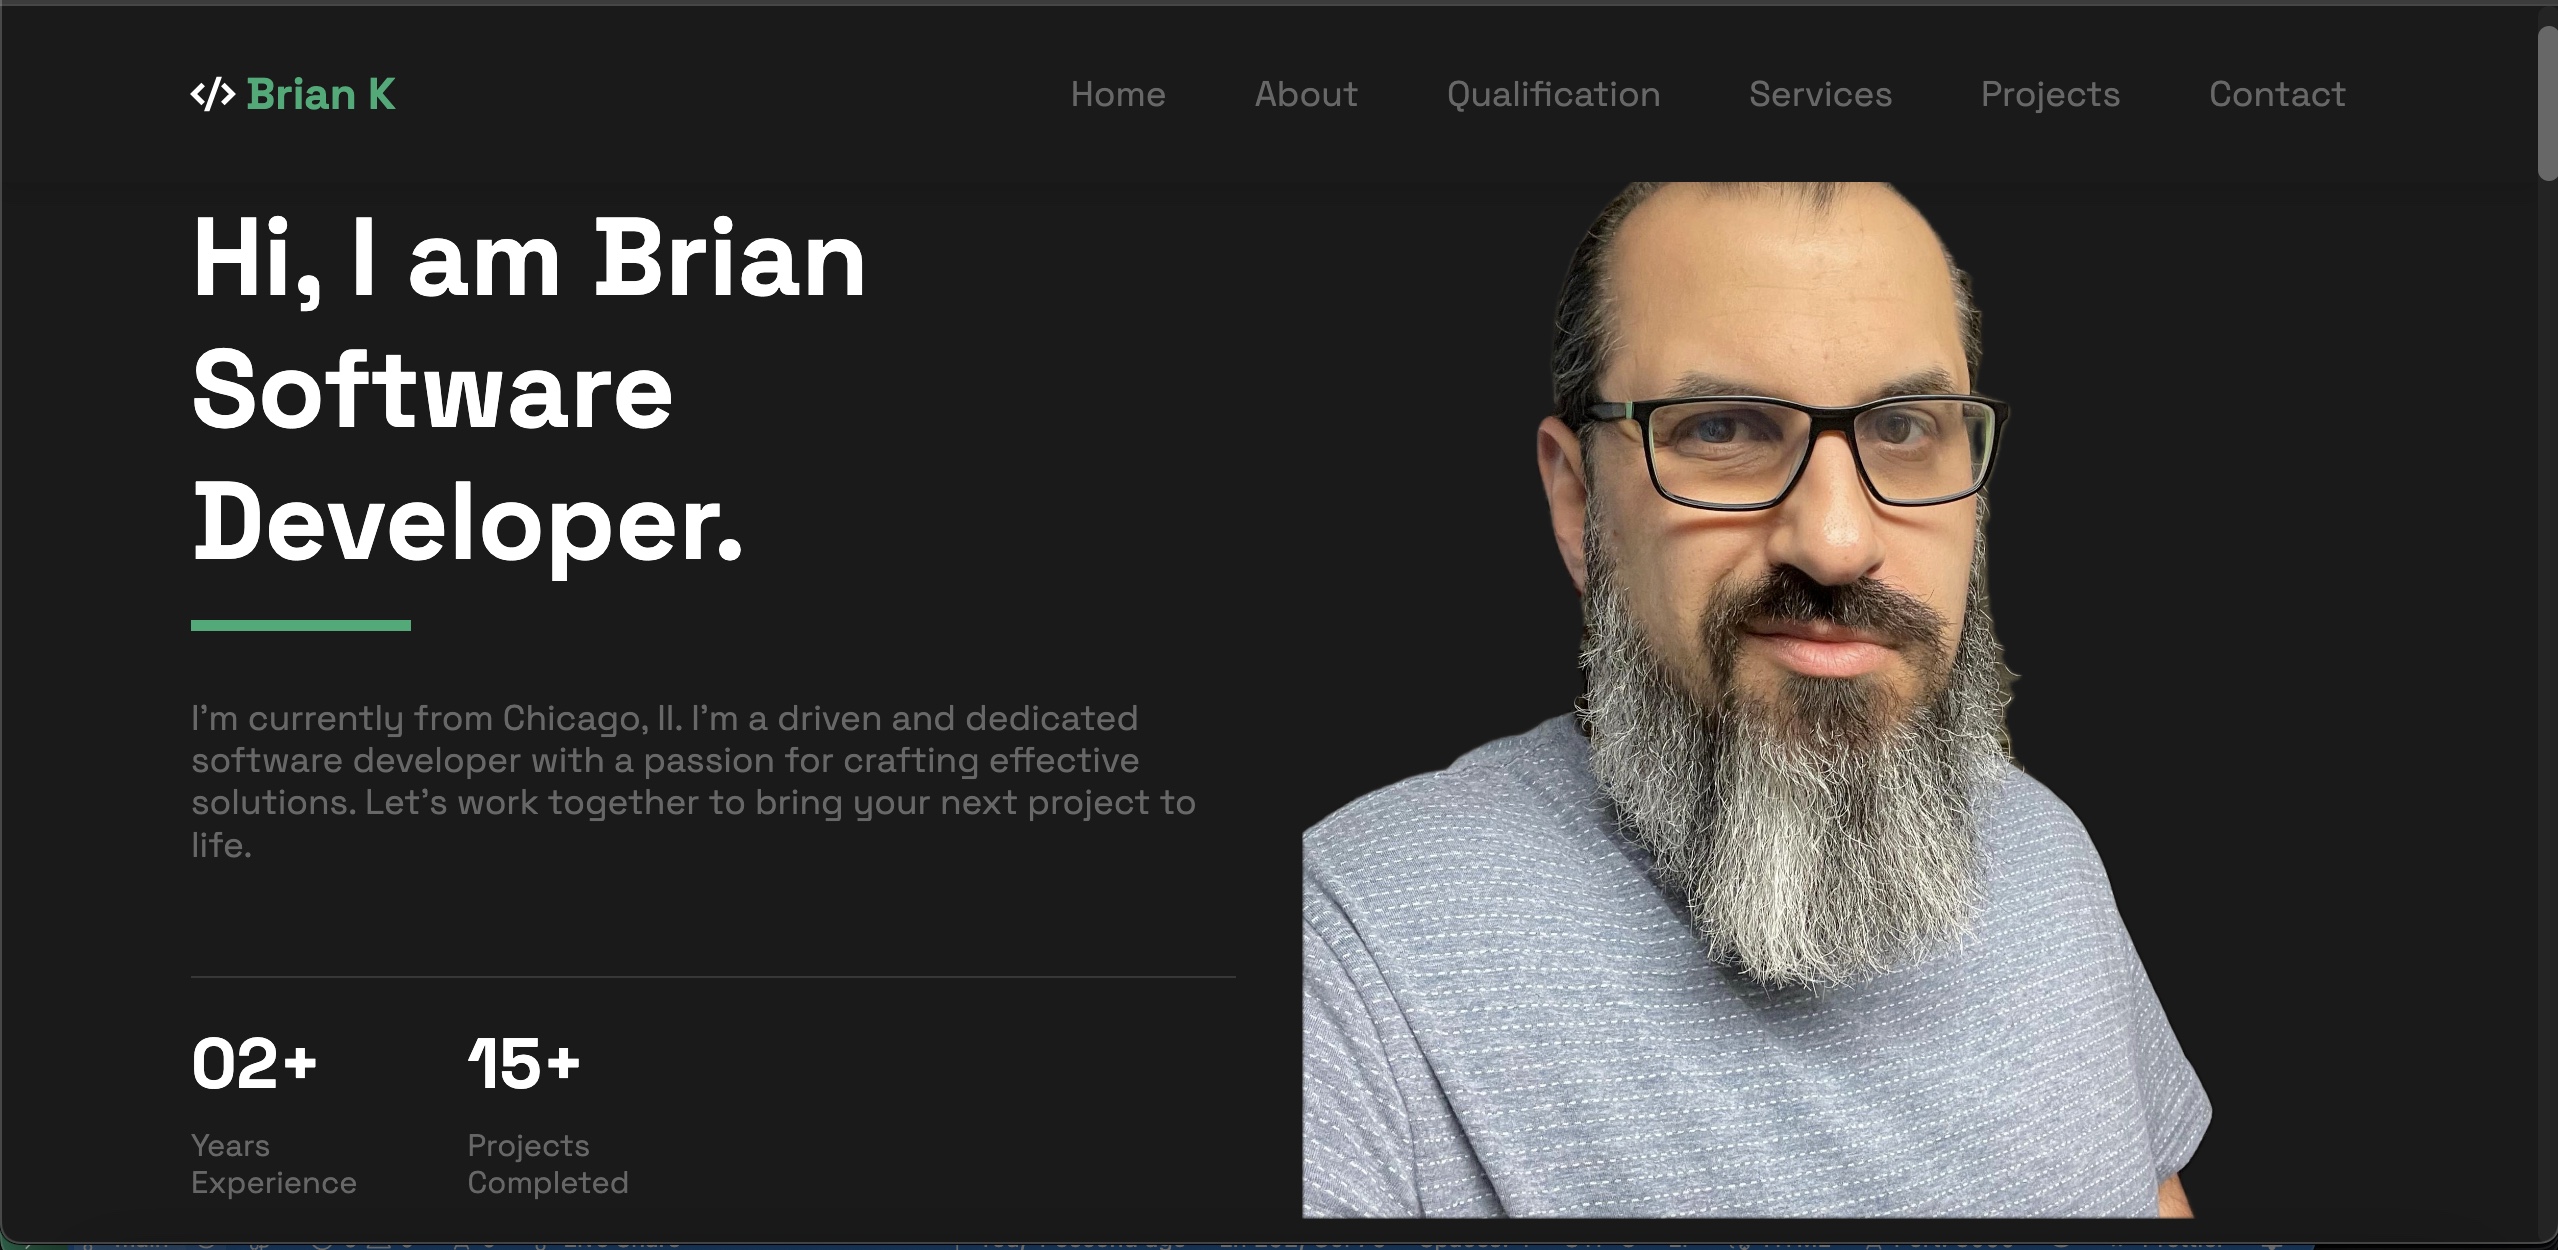 </> Brian K
Home About Qualification Services Projects Contact
Hi, I am Brian
Software
Developer.
I'm currently from Chicago, Il. I'm a driven and dedicated
software developer with a passion for crafting effective
solutions. Let's work together to bring your next project to
life.
02+ 15+
Years Projects
Experience Completed